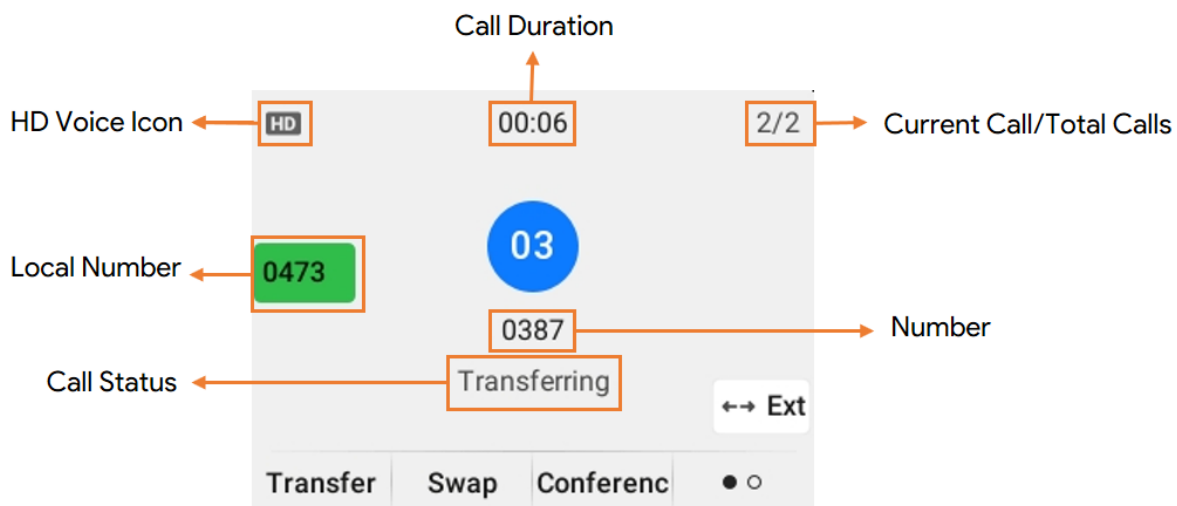 Call Duration
HD Voice Icon
HD
00:06
2/2
Current Call/Total Calls
03
Local Number
0473
0387
Number
Call Status
Transferring
←→ Ext
Transfer
Swap
Conferenc